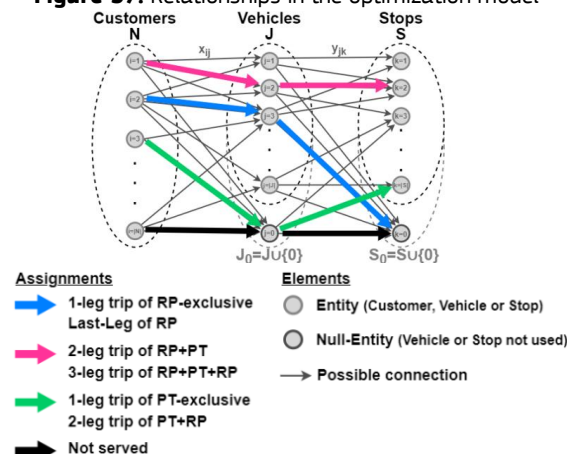 Figure 37. Relationships in the optimization model
Customers Vehicles Stops
N J S
xij yjk
i=1 j=1 k=1
i=2 j=2 k=2
i=3 j=3 k=3
i=|N| j=|J| k=|S|
j=0 k=0
J₀=J∪{0} S₀=S∪{0}
Assignments Elements
1-leg trip of RP-exclusive
Last-Leg of RP
Entity (Customer, Vehicle or Stop)
2-leg trip of RP+PT
3-leg trip of RP+PT+RP
Null-Entity (Vehicle or Stop not used)
Possible connection
1-leg trip of PT-exclusive
2-leg trip of PT+RP
Not served